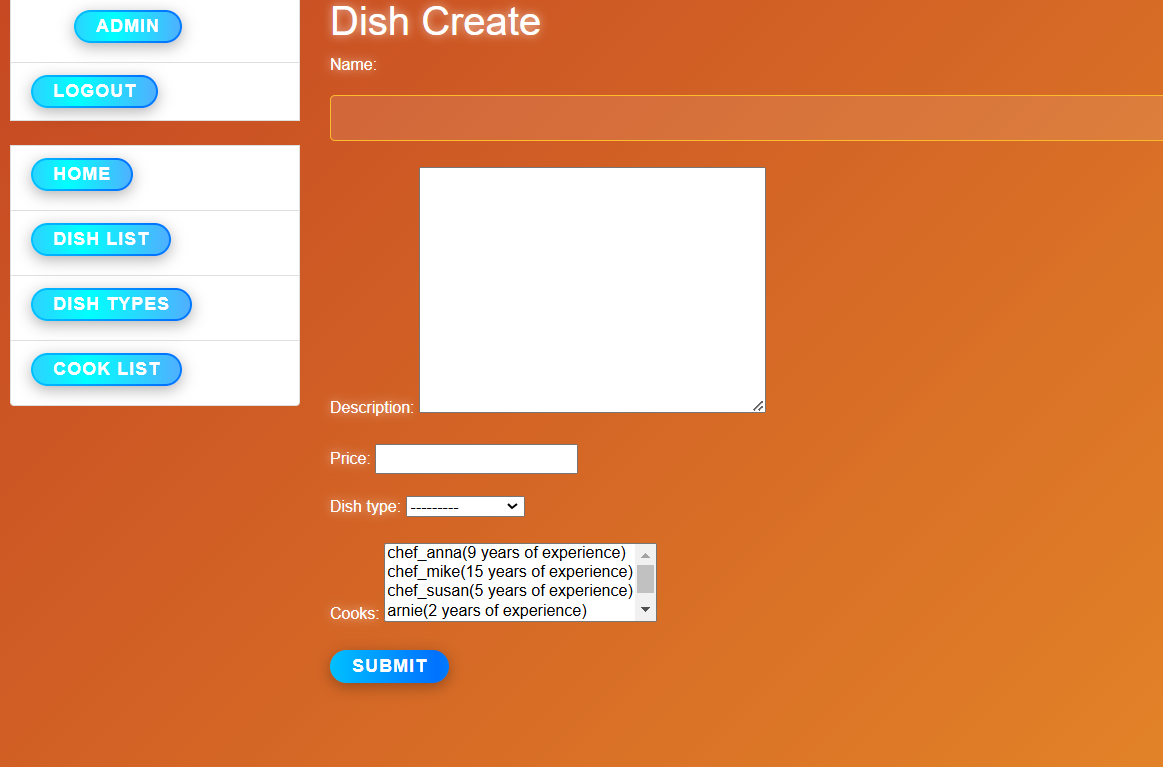 ADMIN
LOGOUT
HOME
DISH LIST
DISH TYPES
COOK LIST
Dish Create
Name:
Description:
Price:
Dish type: ---------
chef_anna(9 years of experience)
chef_mike(15 years of experience)
chef_susan(5 years of experience)
Cooks: arnie(2 years of experience)
SUBMIT